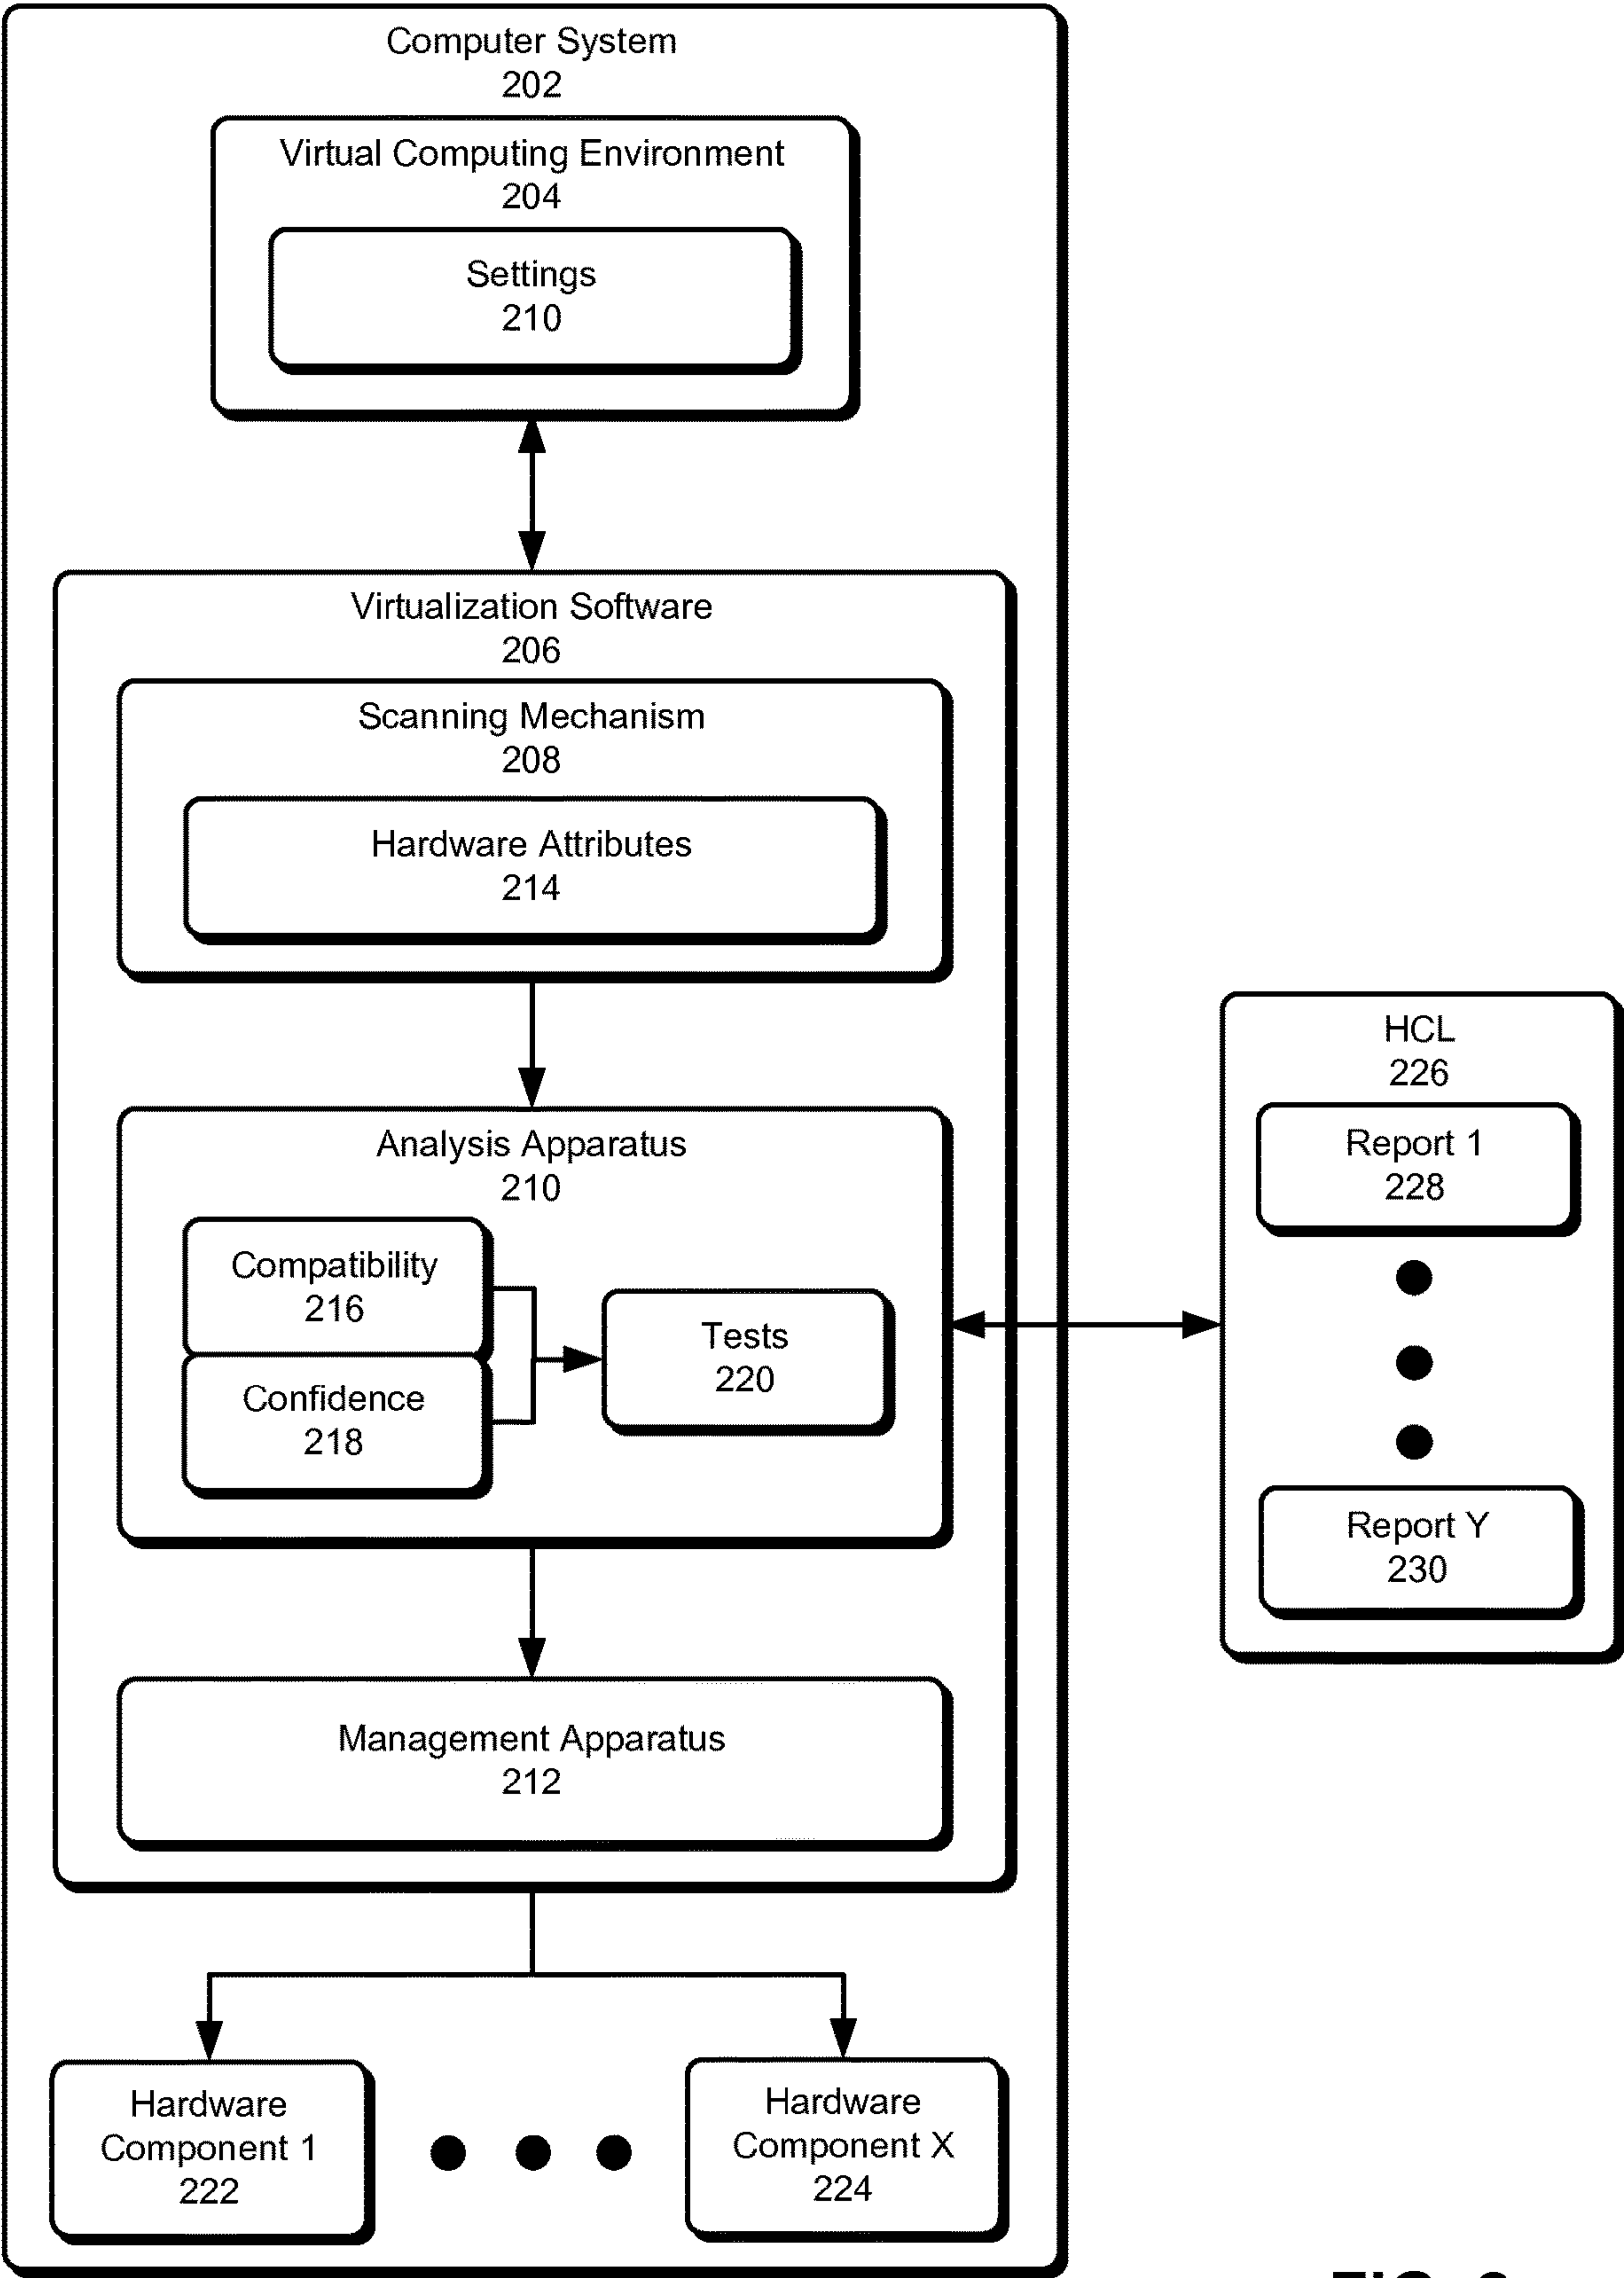 Computer System
202
Virtual Computing Environment
204
Settings
210
Virtualization Software
206
Scanning Mechanism
208
Hardware Attributes
214
Analysis Apparatus
210
Compatibility
216
Confidence
218
Tests
220
Management Apparatus
212
Hardware
Component 1
222
Hardware
Component X
224
HCL
226
Report 1
228
Report Y
230